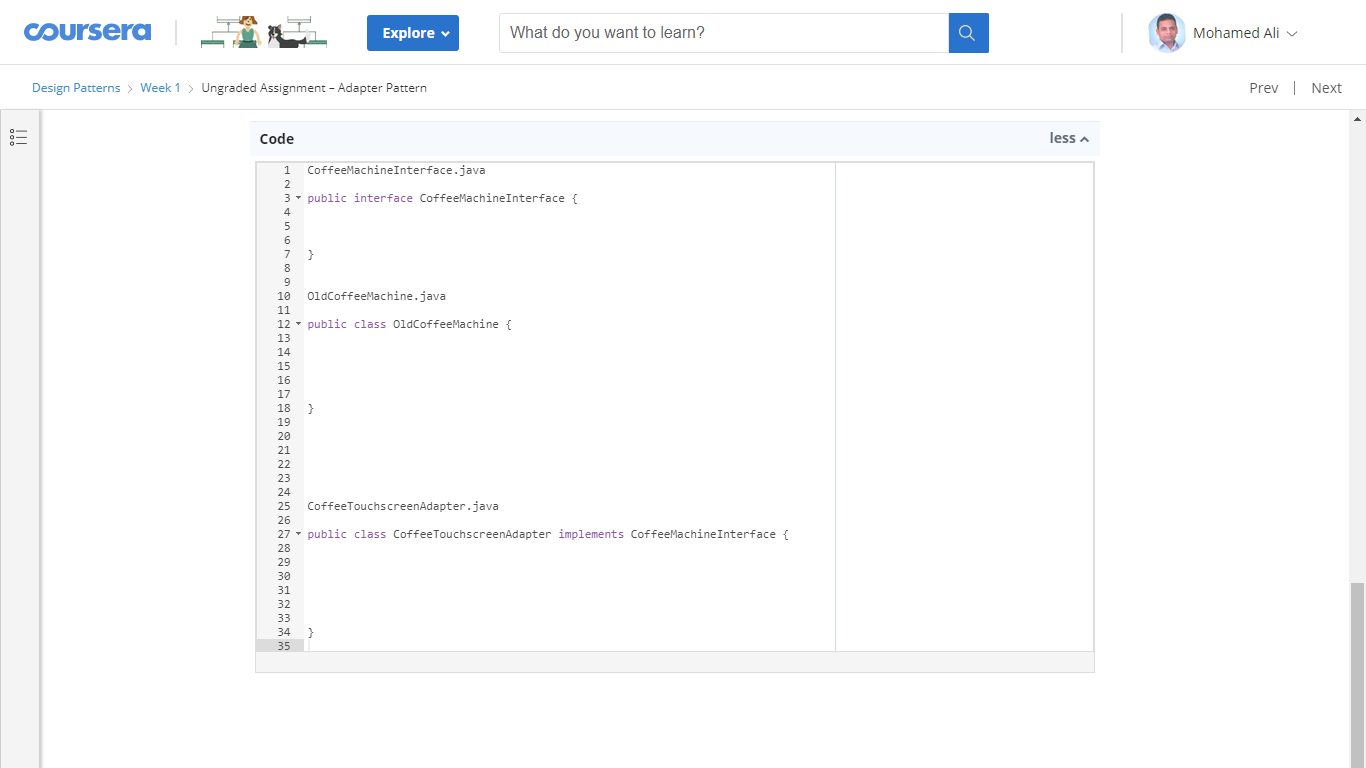 coursera
Explore
What do you want to learn?
Mohamed Ali
Design Patterns > Week 1 > Ungraded Assignment – Adapter Pattern
Prev | Next
Code
less
1 CoffeeMachineInterface.java
2
3 public interface CoffeeMachineInterface {
4
5
6
7 }
8
9
10 OldCoffeeMachine.java
11
12 public class OldCoffeeMachine {
13
14
15
16
17
18 }
19
20
21
22
23
24
25 CoffeeTouchscreenAdapter.java
26
27 public class CoffeeTouchscreenAdapter implements CoffeeMachineInterface {
28
29
30
31
32
33
34 }
35